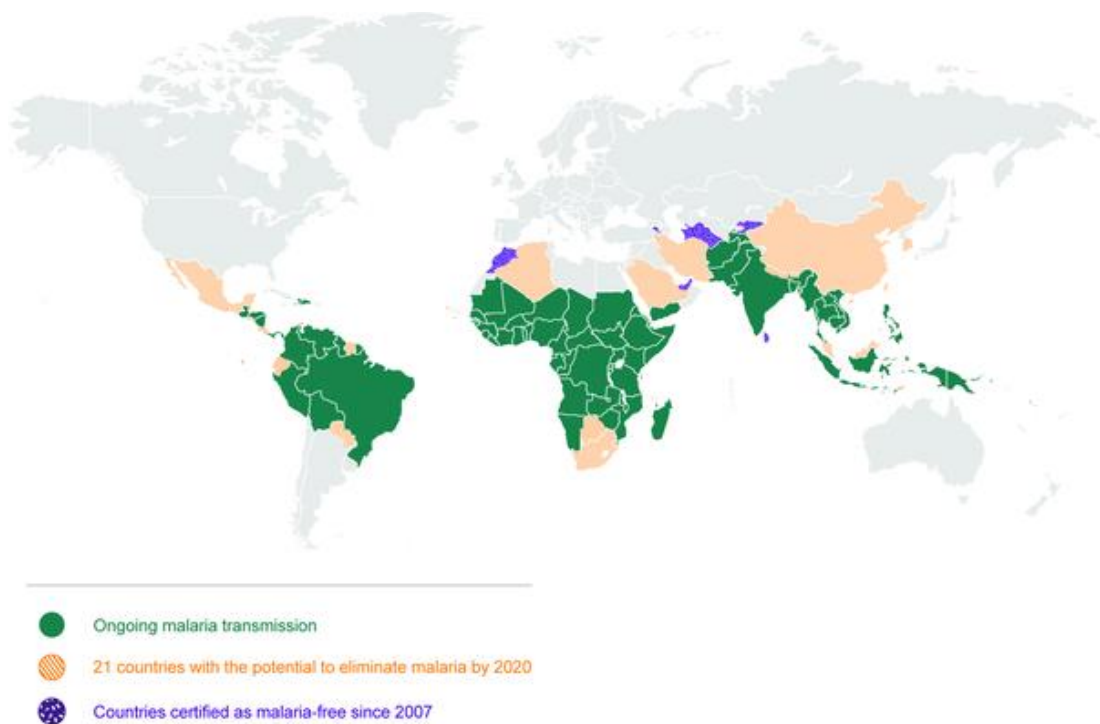 Ongoing malaria transmission
21 countries with the potential to eliminate malaria by 2020
Countries certified as malaria-free since 2007